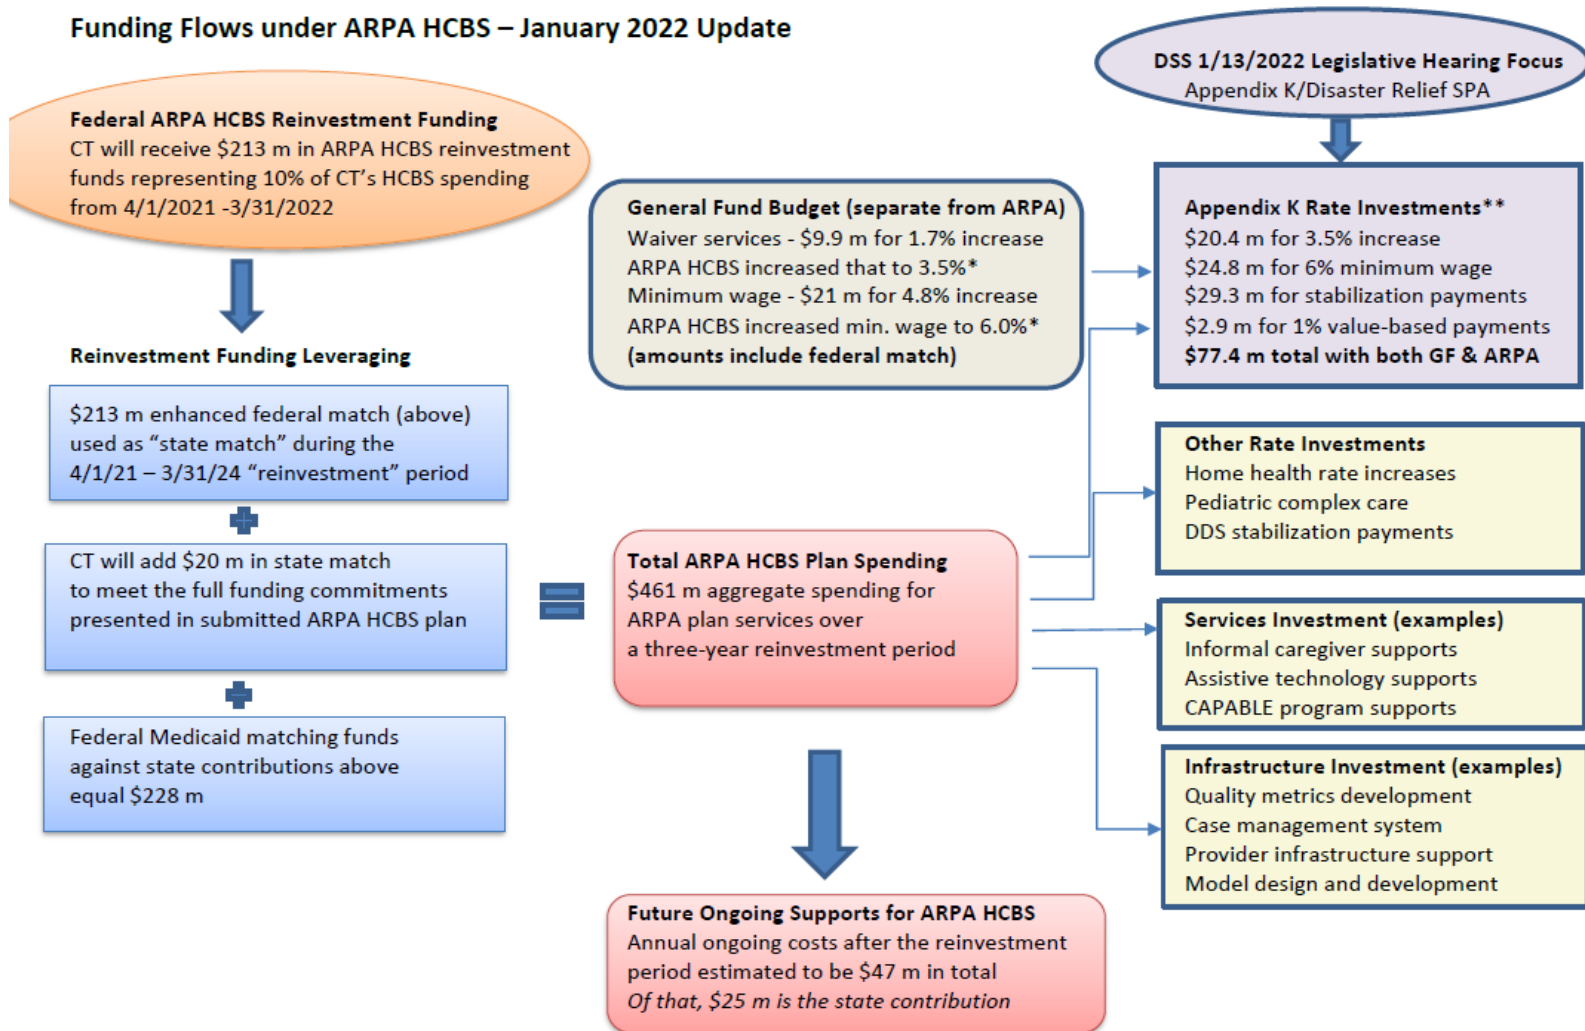 Funding Flows under ARPA HCBS – January 2022 Update
DSS 1/13/2022 Legislative Hearing Focus
Appendix K/Disaster Relief SPA
Federal ARPA HCBS Reinvestment Funding
CT will receive $213 m in ARPA HCBS reinvestment
funds representing 10% of CT's HCBS spending
from 4/1/2021 -3/31/2022
General Fund Budget (separate from ARPA)
Waiver services - $9.9 m for 1.7% increase
ARPA HCBS increased that to 3.5%*
Minimum wage - $21 m for 4.8% increase
ARPA HCBS increased min. wage to 6.0%*
(amounts include federal match)
Appendix K Rate Investments**
$20.4 m for 3.5% increase
$24.8 m for 6% minimum wage
$29.3 m for stabilization payments
$2.9 m for 1% value-based payments
$77.4 m total with both GF & ARPA
Reinvestment Funding Leveraging
$213 m enhanced federal match (above)
used as “state match” during the
4/1/21 – 3/31/24 “reinvestment” period
CT will add $20 m in state match
to meet the full funding commitments
presented in submitted ARPA HCBS plan
Federal Medicaid matching funds
against state contributions above
equal $228 m
Total ARPA HCBS Plan Spending
$461 m aggregate spending for
ARPA plan services over
a three-year reinvestment period
Other Rate Investments
Home health rate increases
Pediatric complex care
DDS stabilization payments
Services Investment (examples)
Informal caregiver supports
Assistive technology supports
CAPABLE program supports
Infrastructure Investment (examples)
Quality metrics development
Case management system
Provider infrastructure support
Model design and development
Future Ongoing Supports for ARPA HCBS
Annual ongoing costs after the reinvestment
period estimated to be $47 m in total
Of that, $25 m is the state contribution